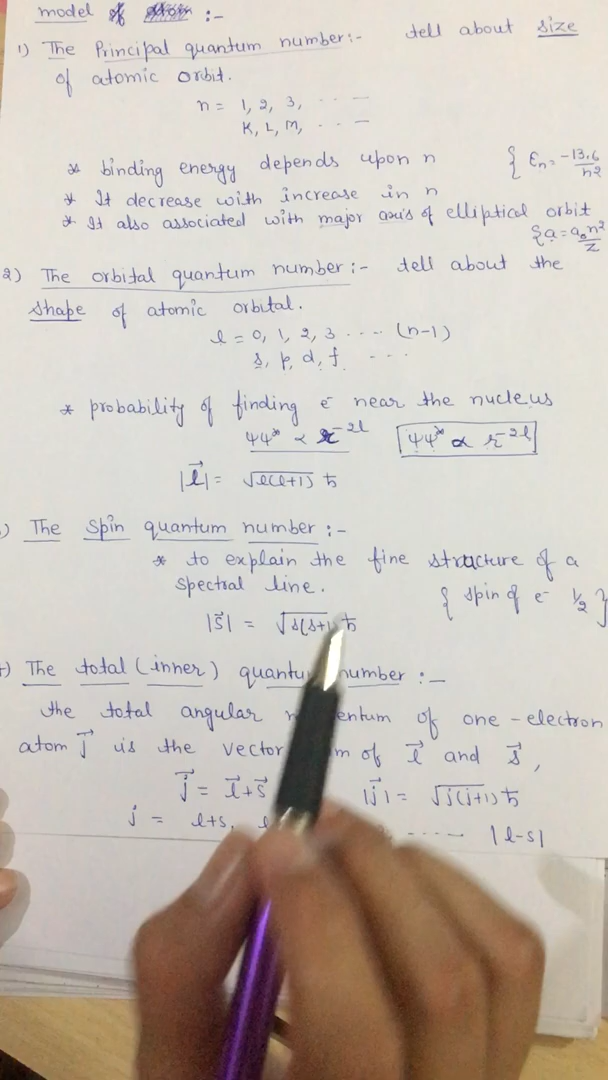 model of :-
1) The Principal quantum number:- tell about size
of atomic orbit.
n = 1, 2, 3, ... —
K, L, M, ... —
* binding energy depends upon n { En = -13.6/n²
* It decrease with increase in n
* It also associated with major axis of elliptical orbit
{a = a₀n²/Z
2) The orbital quantum number:- tell about the
shape of atomic orbital.
l = 0, 1, 2, 3 .... (n-1)
s, p, d, f, ...
* probability of finding e⁻ near the nucleus
ψψ* ∝ r⁻²ˡ ψψ* ∝ r⁻²ˡ
|l⃗| = √l(l+1) ħ
) The Spin quantum number :-
* to explain the fine structure of a
spectral line. { spin of e⁻ 1/2 }
|s⃗| = √s(s+1) ħ
) The total (inner) quantum number :-
the total angular momentum of one-electron
atom J⃗ is the vector sum of l⃗ and s⃗,
j⃗ = l⃗+s⃗ |j⃗| = √j(j+1) ħ
j = l+s, l ..... |l-s|